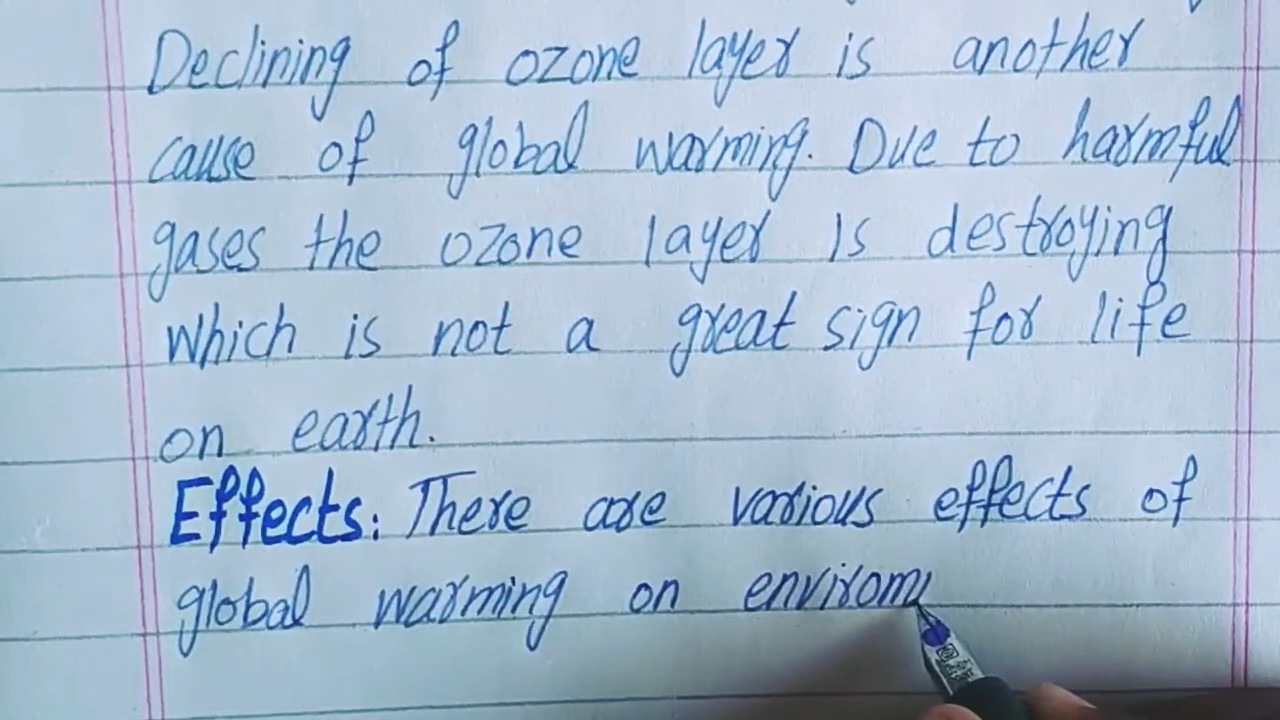 Declining of ozone layer is another
cause of global warming. Due to harmful
gases the ozone layer is destroying
which is not a great sign for life
on earth.
Effects: There are various effects of
global warming on environ